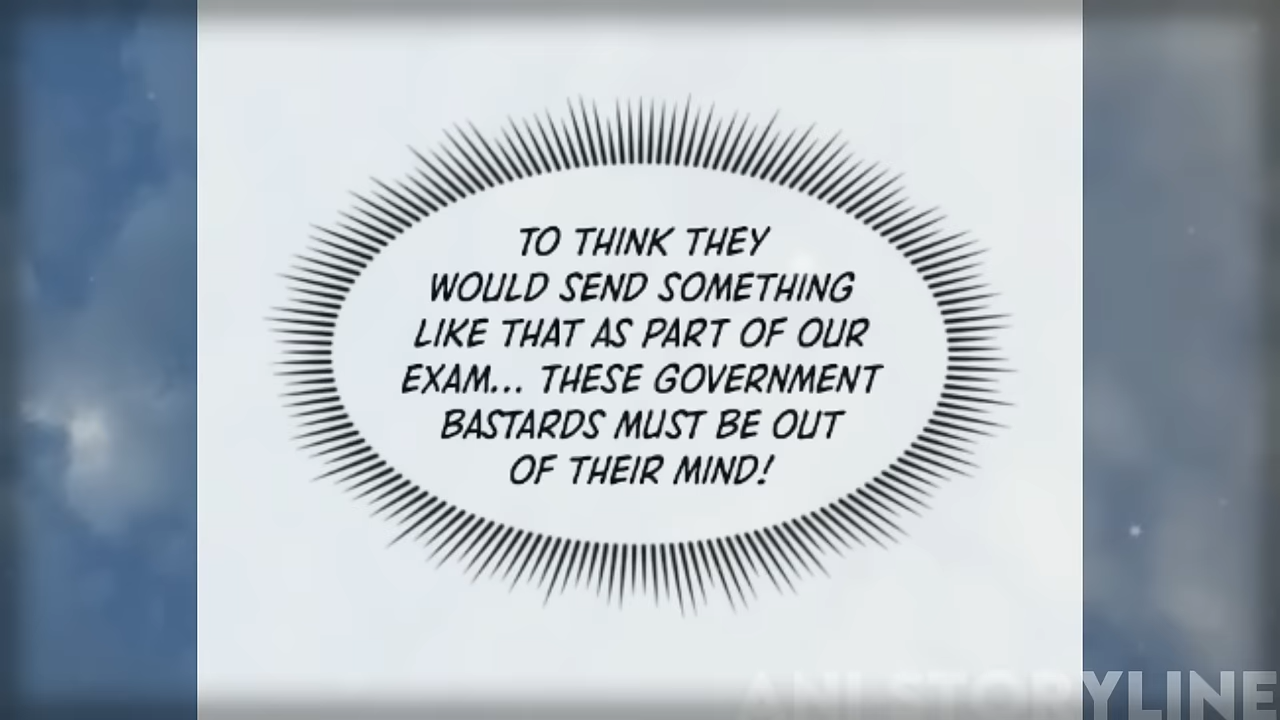 TO THINK THEY
WOULD SEND SOMETHING
LIKE THAT AS PART OF OUR
EXAM... THESE GOVERNMENT
BASTARDS MUST BE OUT
OF THEIR MIND!
ANI STORYLINE